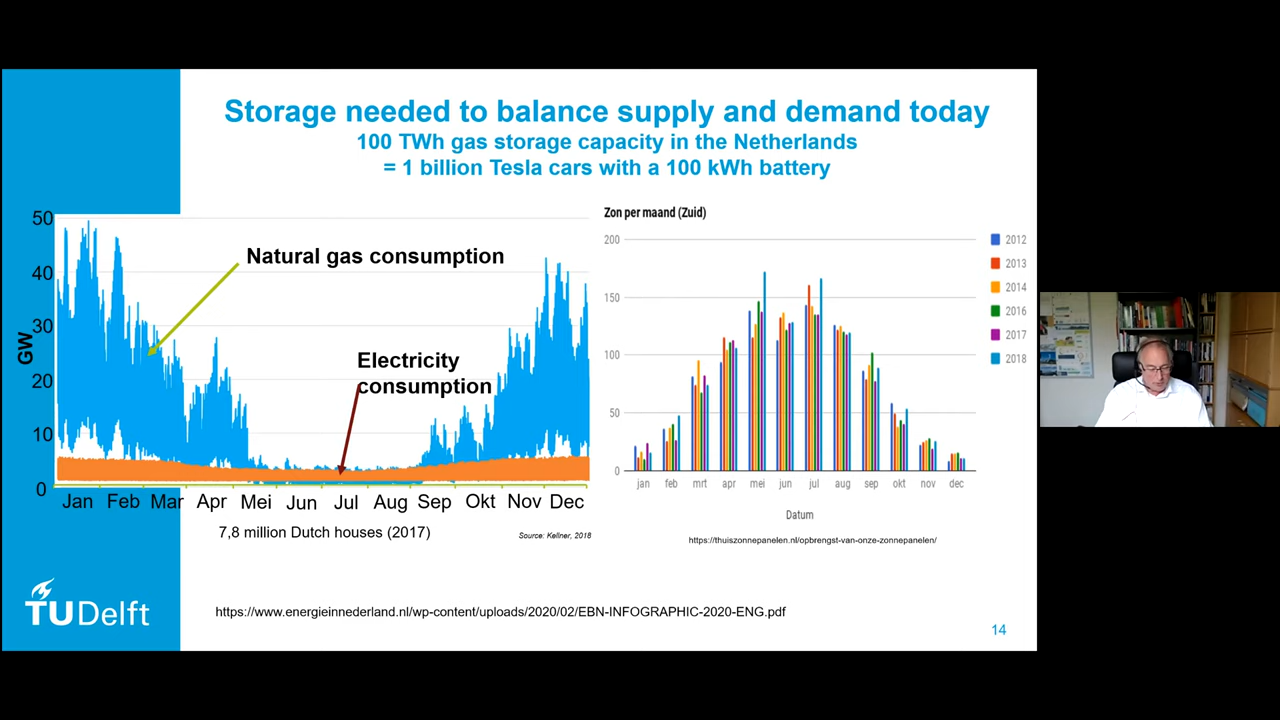 Storage needed to balance supply and demand today
100 TWh gas storage capacity in the Netherlands
= 1 billion Tesla cars with a 100 kWh battery
50
40
30
20
10
0
GW
Natural gas consumption
Electricity
consumption
Jan Feb Mar Apr Mei Jun Jul Aug Sep Okt Nov Dec
7,8 million Dutch houses (2017)
Source: Kellner, 2018
Zon per maand (Zuid)
200
150
100
50
0
jan feb mrt apr mei jun jul aug sep okt nov dec
Datum
2012
2013
2014
2016
2017
2018
https://thuiszonnepanelen.nl/opbrengst-van-onze-zonnepanelen/
TUDelft
https://www.energieinnederland.nl/wp-content/uploads/2020/02/EBN-INFOGRAPHIC-2020-ENG.pdf
14